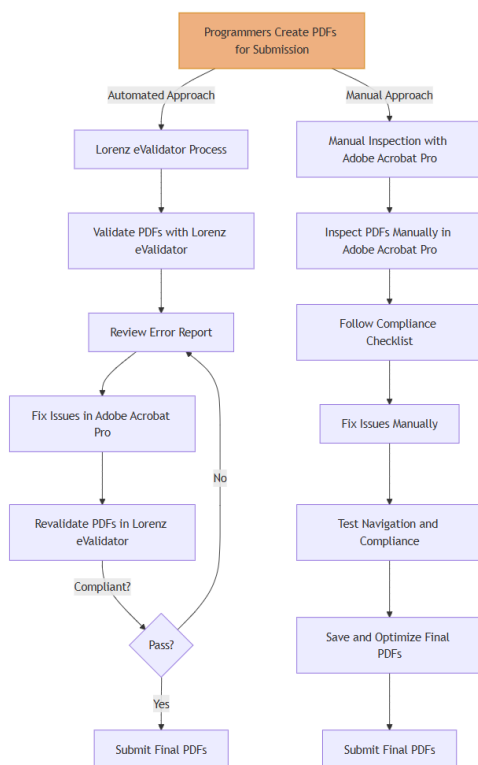 Programmers Create PDFs
for Submission
Automated Approach
Manual Approach
Lorenz eValidator Process
Manual Inspection with
Adobe Acrobat Pro
Validate PDFs with Lorenz
eValidator
Inspect PDFs Manually in
Adobe Acrobat Pro
Review Error Report
Follow Compliance
Checklist
Fix Issues in Adobe Acrobat
Pro
Fix Issues Manually
No
Revalidate PDFs in Lorenz
eValidator
Test Navigation and
Compliance
Compliant?
Pass?
Save and Optimize Final
PDFs
Yes
Submit Final PDFs
Submit Final PDFs